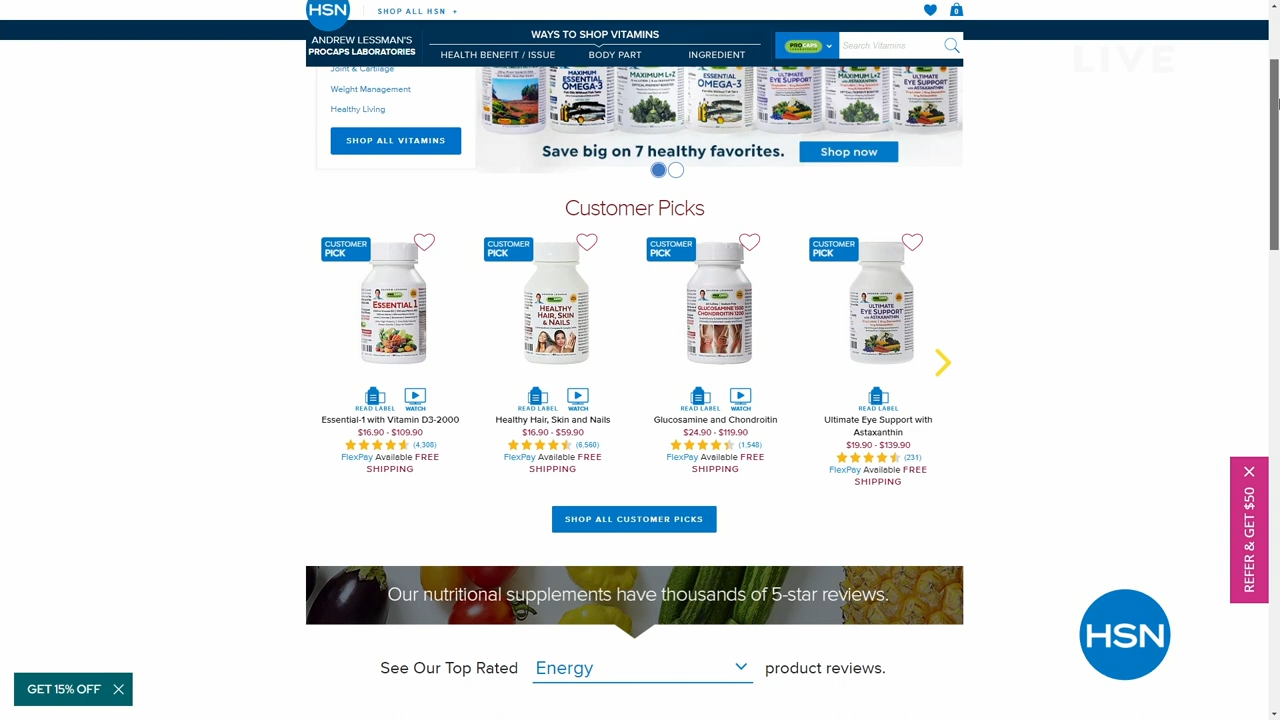 HSN
SHOP ALL HSN +
0
ANDREW LESSMAN'S
PROCAPS LABORATORIES
WAYS TO SHOP VITAMINS
HEALTH BENEFIT / ISSUE
BODY PART
INGREDIENT
PROCAPS
Search Vitamins
LIVE
Joint & Cartilage
Weight Management
Healthy Living
SHOP ALL VITAMINS
MAXIMUM
ESSENTIAL
OMEGA-3
MAXIMUM
L+Z
ESSENTIAL
OMEGA-3
ULTIMATE
EYE SUPPORT
MAXIMUM L+Z
WITH ASTAXANTHIN
ULTIMATE
EYE SUPPORT
WITH ASTAXANTHIN
Save big on 7 healthy favorites.
Shop now
Customer Picks
CUSTOMER
PICK
CUSTOMER
PICK
CUSTOMER
PICK
CUSTOMER
PICK
ESSENTIAL 1
HEALTHY
HAIR, SKIN
& NAILS
GLUCOSAMINE 1500
CHONDROITIN 1200
ULTIMATE
EYE SUPPORT
WITH ASTAXANTHIN
READ LABEL
WATCH
READ LABEL
WATCH
READ LABEL
WATCH
READ LABEL
Essential-1 with Vitamin D3-2000
$16.90 - $109.90
(4,308)
FlexPay Available FREE
SHIPPING
Healthy Hair, Skin and Nails
$16.90 - $59.90
(6,560)
FlexPay Available FREE
SHIPPING
Glucosamine and Chondroitin
$24.90 - $119.90
(1,548)
FlexPay Available FREE
SHIPPING
Ultimate Eye Support with
Astaxanthin
$19.90 - $139.90
(231)
FlexPay Available FREE
SHIPPING
SHOP ALL CUSTOMER PICKS
REFER & GET $50
Our nutritional supplements have thousands of 5-star reviews.
HSN
See Our Top Rated Energy product reviews.
GET 15% OFF